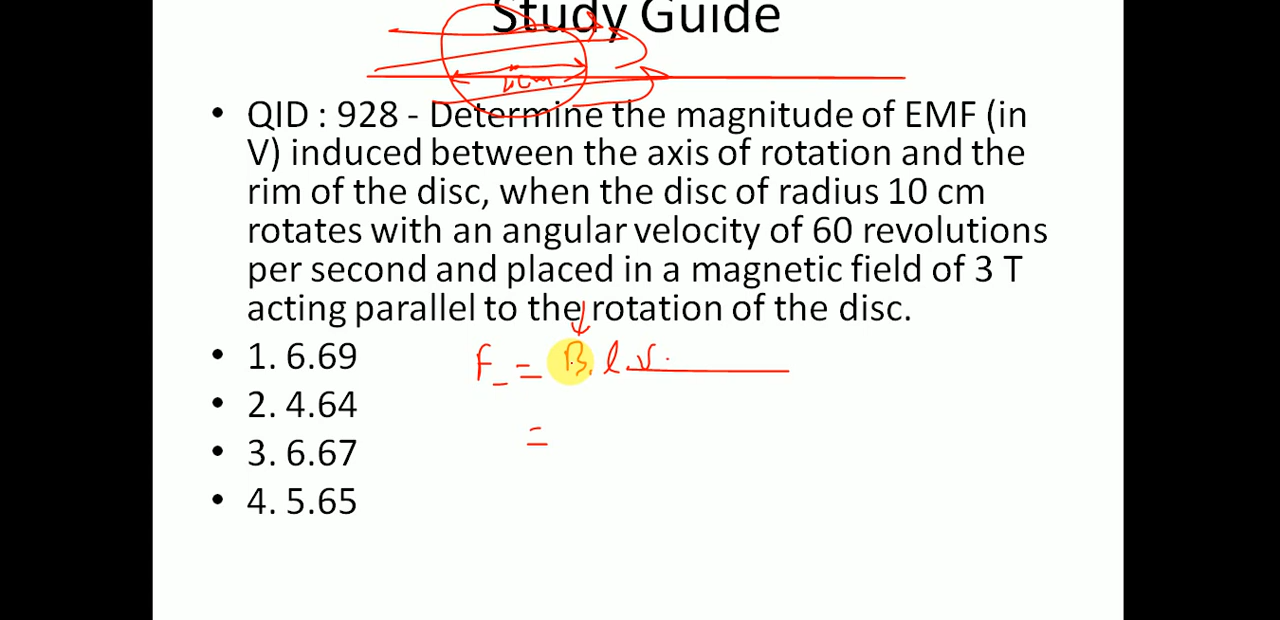 Study Guide
• QID : 928 - Determine the magnitude of EMF (in
V) induced between the axis of rotation and the
rim of the disc, when the disc of radius 10 cm
rotates with an angular velocity of 60 revolutions
per second and placed in a magnetic field of 3 T
acting parallel to the rotation of the disc.
• 1. 6.69
• 2. 4.64
• 3. 6.67
• 4. 5.65
F = B. l. v.
=